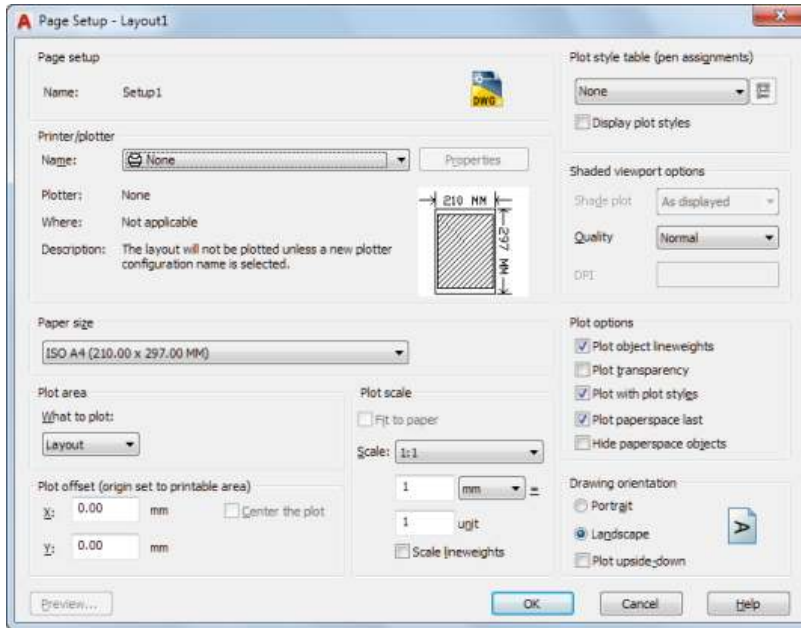 A Page Setup - Layout1
Page setup
Name: Setup1
DWG
Printer/plotter
Name: None
Properties
Plotter: None
Where: Not applicable
Description: The layout will not be plotted unless a new plotter
configuration name is selected.
210 MM
297 MM
Paper size
ISO A4 (210.00 x 297.00 MM)
Plot area
What to plot:
Layout
Plot offset (origin set to printable area)
X: 0.00 mm
Center the plot
Y: 0.00 mm
Plot scale
Fit to paper
Scale: 1:1
1 mm =
1 unit
Scale lineweights
Plot style table (pen assignments)
None
Display plot styles
Shaded viewport options
Shade plot As displayed
Quality Normal
DPI
Plot options
Plot object lineweights
Plot transparency
Plot with plot styles
Plot paperspace last
Hide paperspace objects
Drawing orientation
Portrait
Landscape
A
Plot upside-down
Preview...
OK
Cancel
Help